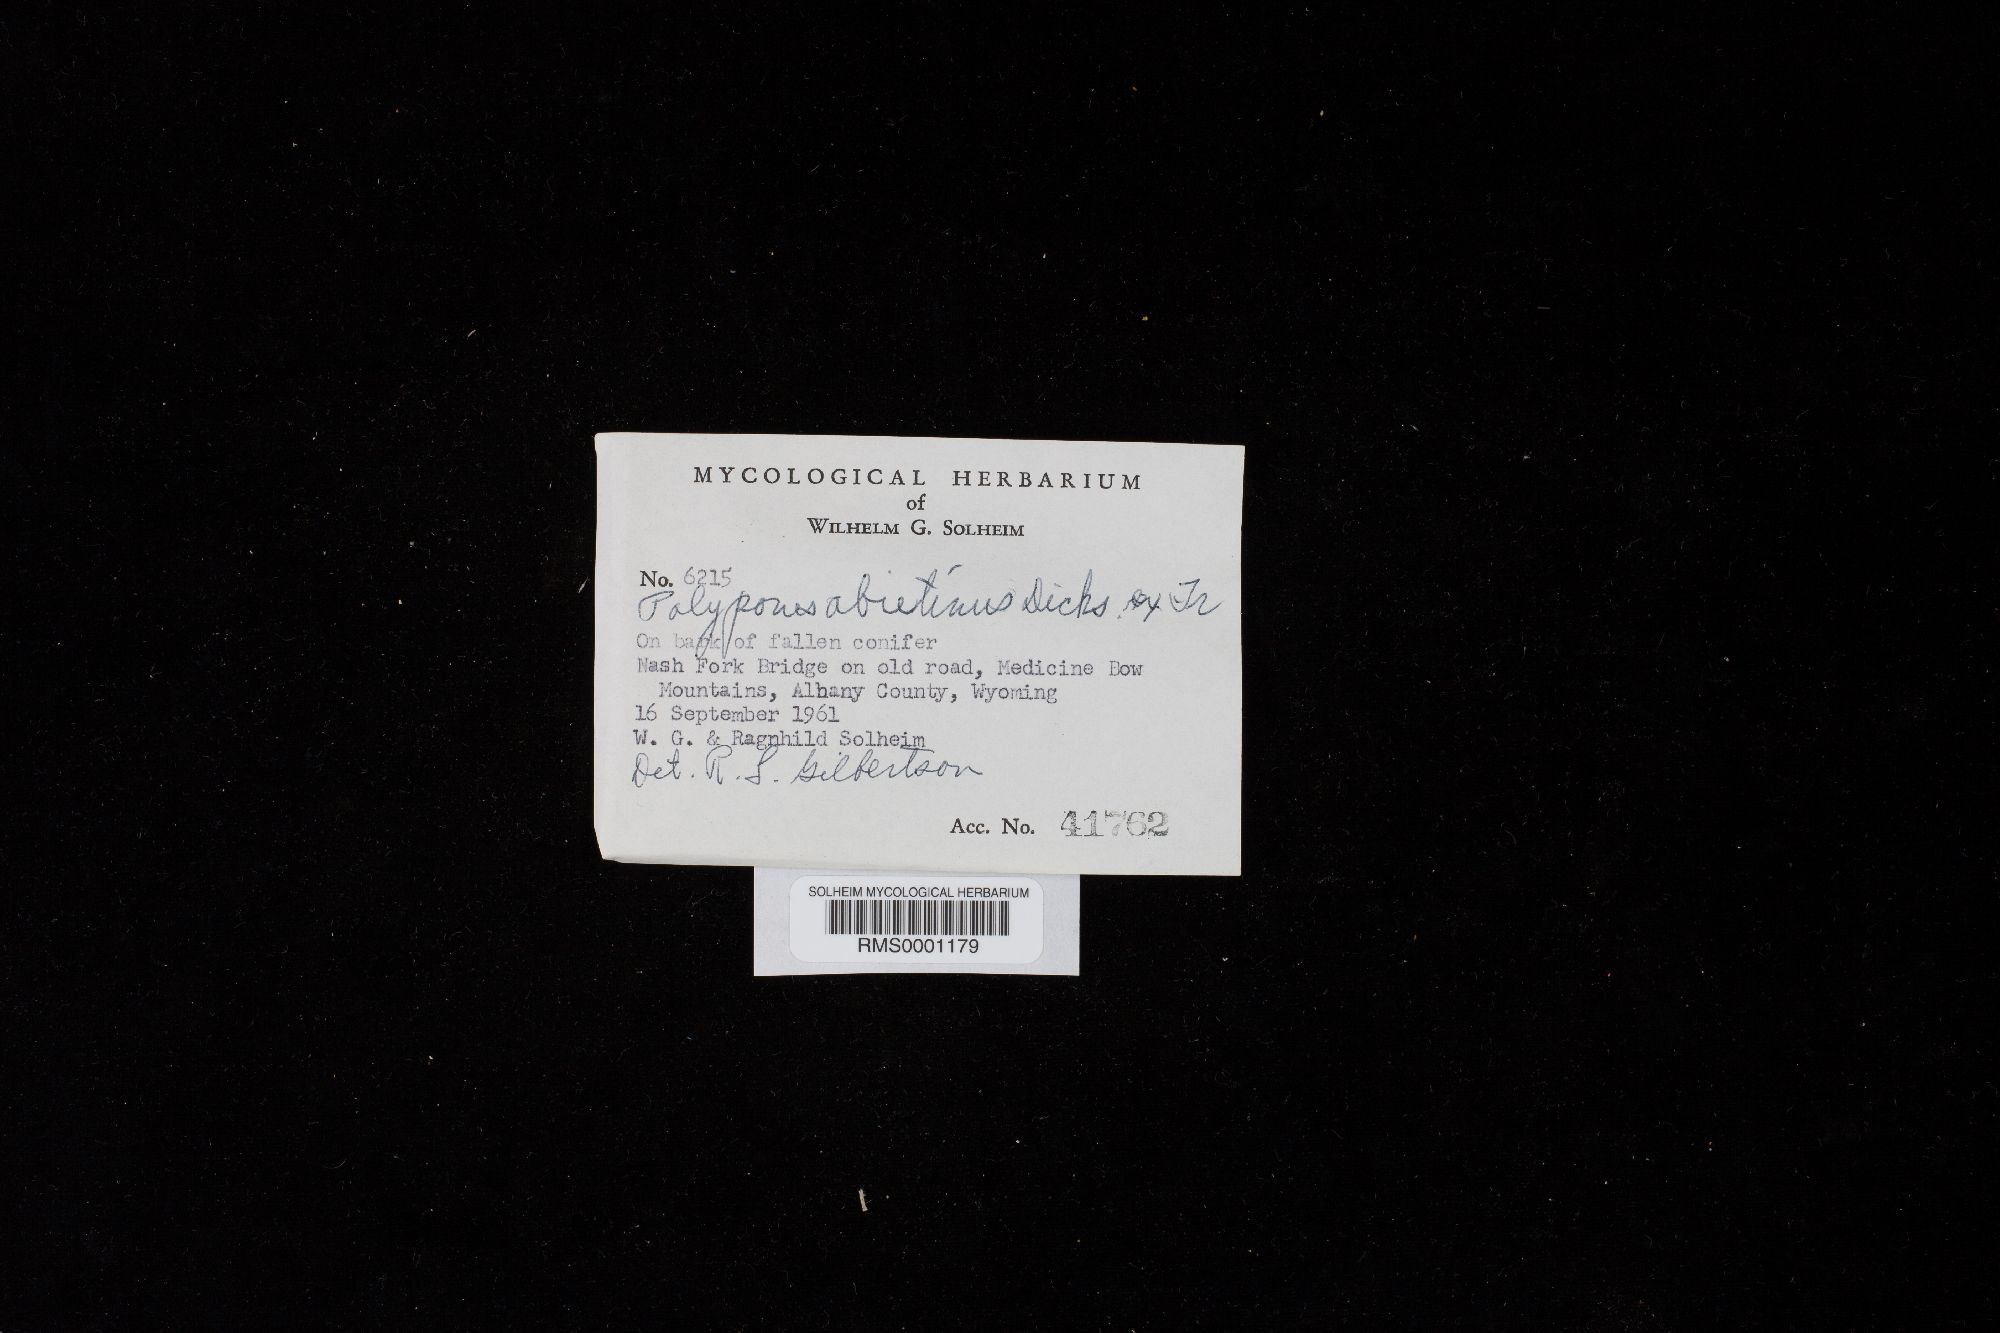 MYCOLOGICAL HERBARIUM
of
WILHELM G. SOLHEIM
No. 6215
Polyporus abietinus Dicks. ex Fr
On bark of fallen conifer
Nash Fork Bridge on old road, Medicine Bow
Mountains, Albany County, Wyoming
16 September 1961
W. G. & Ragnhild Solheim
Det. R. L. Gilbertson
Acc. No. 41762
SOLHEIM MYCOLOGICAL HERBARIUM
RMS0001179